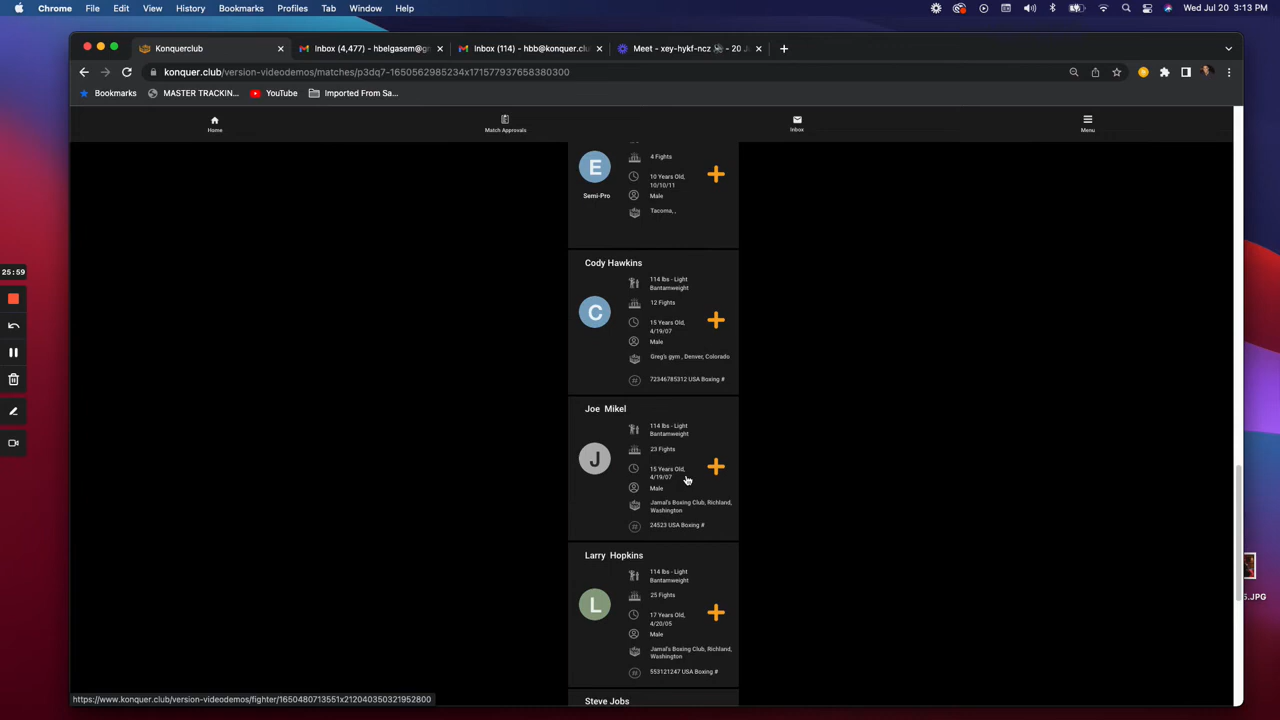 Chrome File Edit View History Bookmarks Profiles Tab Window Help Wed Jul 20 3:13 PM
Konquerclub Inbox (4,477) - hbelgasem@gr Inbox (114) - hbb@konquer.clu Meet - xey-hykf-ncz 20 J
konquer.club/version-videodemos/matches/p3dq7-1650562985234x171577937658380300
Bookmarks MASTER TRACKIN... YouTube Imported From Sa...
Home Match Approvals Inbox Menu
E
4 Fights
10 Years Old,
10/10/11
Semi-Pro
Male
Tacoma, ,
Cody Hawkins
C
114 lbs - Light
Bantamweight
12 Fights
15 Years Old,
4/19/07
Male
Greg's gym , Denver, Colorado
72346785312 USA Boxing #
25:59
Joe Mikel
J
114 lbs - Light
Bantamweight
23 Fights
15 Years Old,
4/19/07
Male
Jamal's Boxing Club, Richland,
Washington
24523 USA Boxing #
Larry Hopkins
L
114 lbs - Light
Bantamweight
25 Fights
17 Years Old,
4/20/05
Male
Jamal's Boxing Club, Richland,
Washington
553121247 USA Boxing #
Steve Jobs
https://www.konquer.club/version-videodemos/fighter/1650480713551x212040350321952800
5.JPG